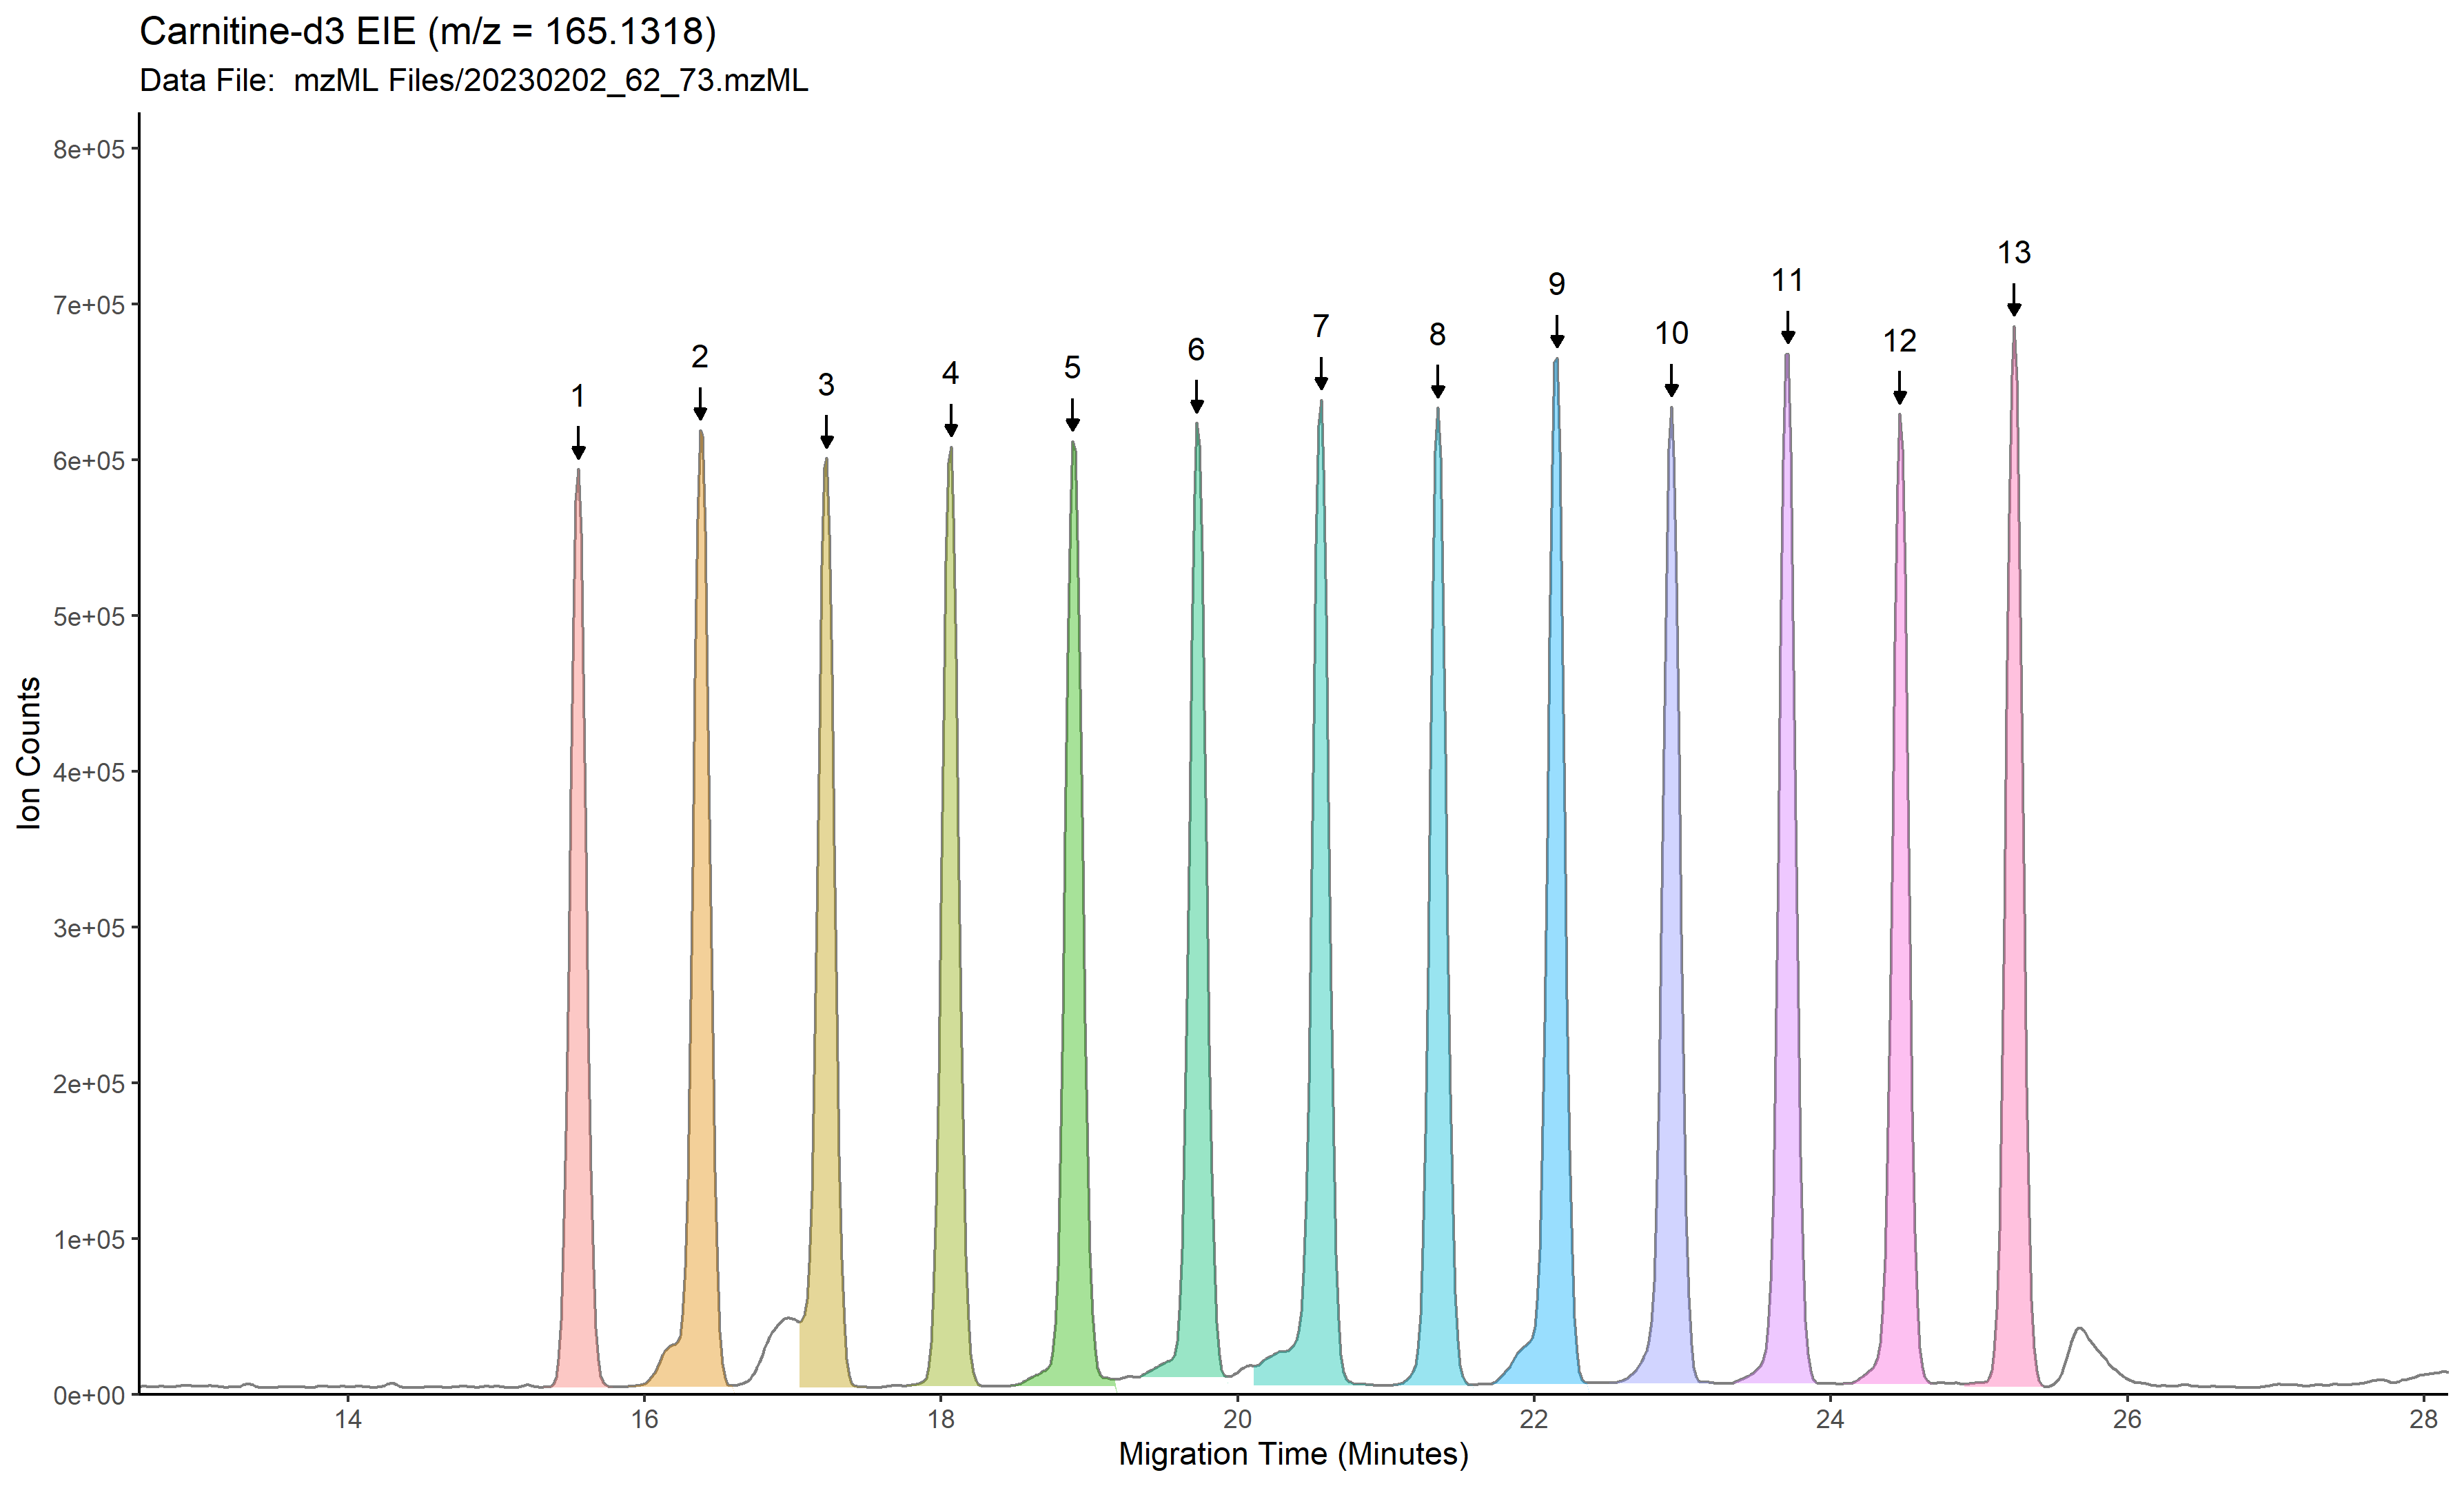 Carnitine-d3 EIE (m/z = 165.1318)
Data File:  mzML Files/20230202_62_73.mzML
8e+05
7e+05
6e+05
5e+05
4e+05
3e+05
2e+05
1e+05
0e+00
Ion Counts
1
2
3
4
5
6
7
8
9
10
11
12
13
14
16
18
20
22
24
26
28
Migration Time (Minutes)